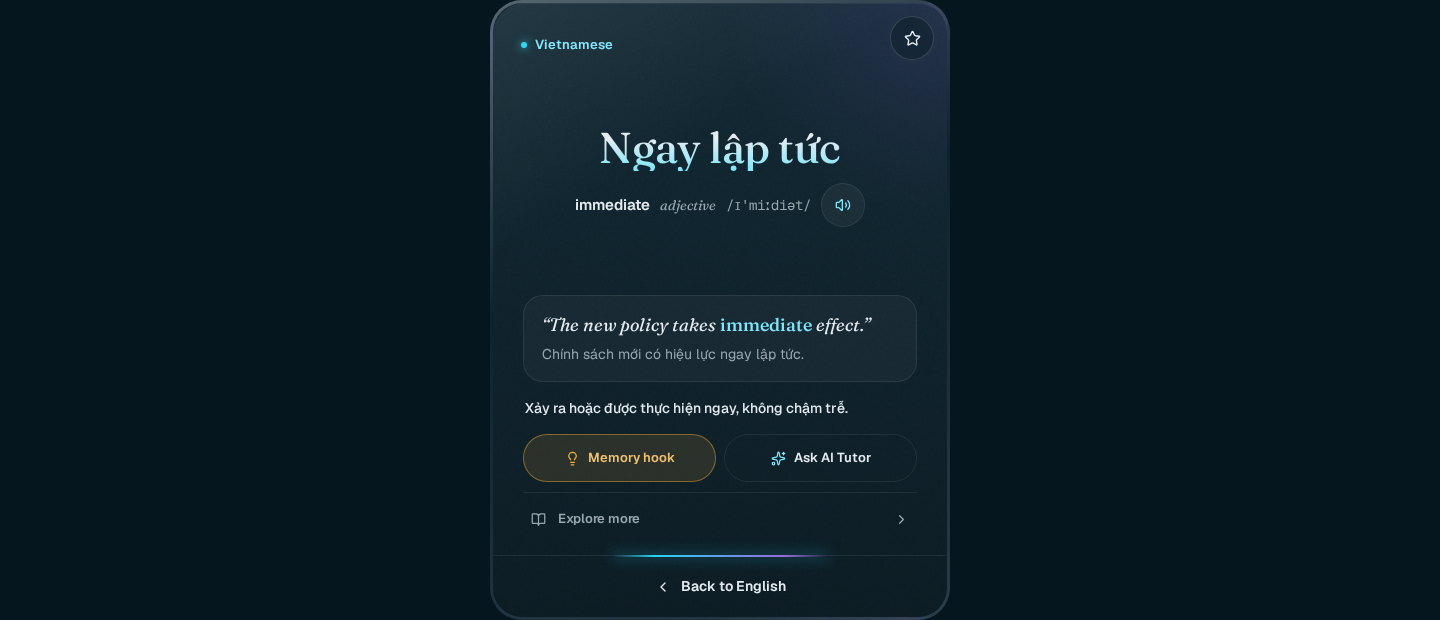 Vietnamese
Ngay lập tức
immediate adjective /ɪˈmiːdiət/
“The new policy takes immediate effect.”
Chính sách mới có hiệu lực ngay lập tức.
Xảy ra hoặc được thực hiện ngay, không chậm trễ.
Memory hook
Ask AI Tutor
Explore more
Back to English